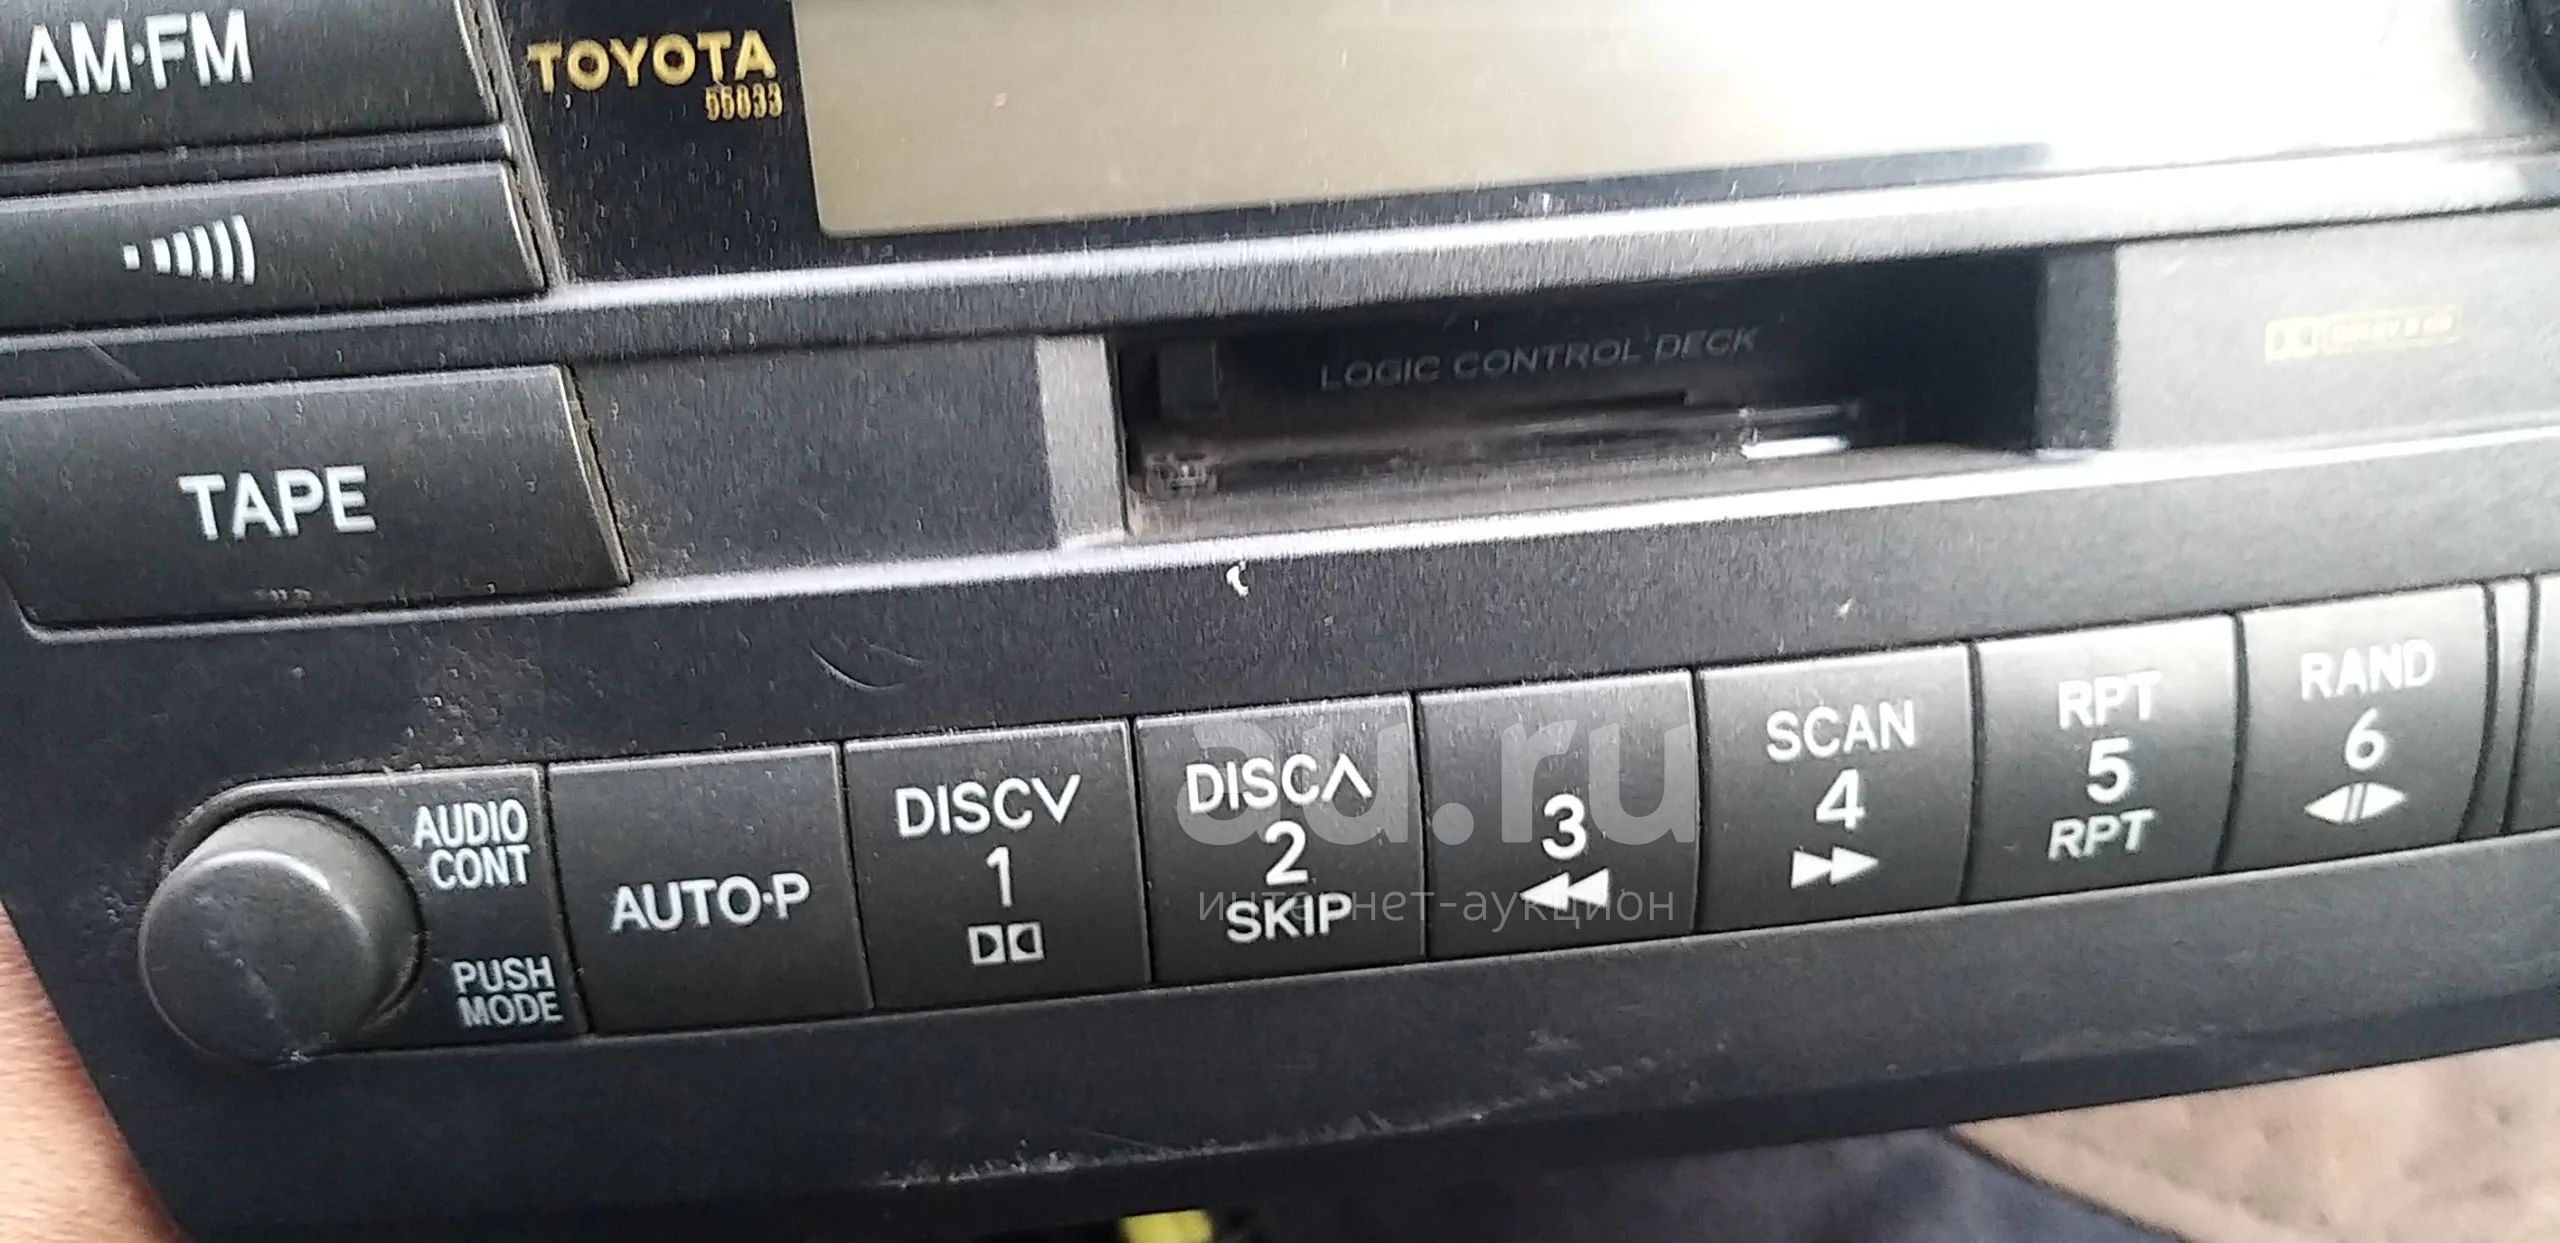 AM·FM
TOYOTA
55033
LOGIC CONTROL DECK
TAPE
AUDIO
CONT
PUSH
MODE
AUTO·P
DISC∨
1
DISC∧
2
SKIP
3
SCAN
4
RPT
5
RPT
RAND
6
au.ru
интернет-аукцион